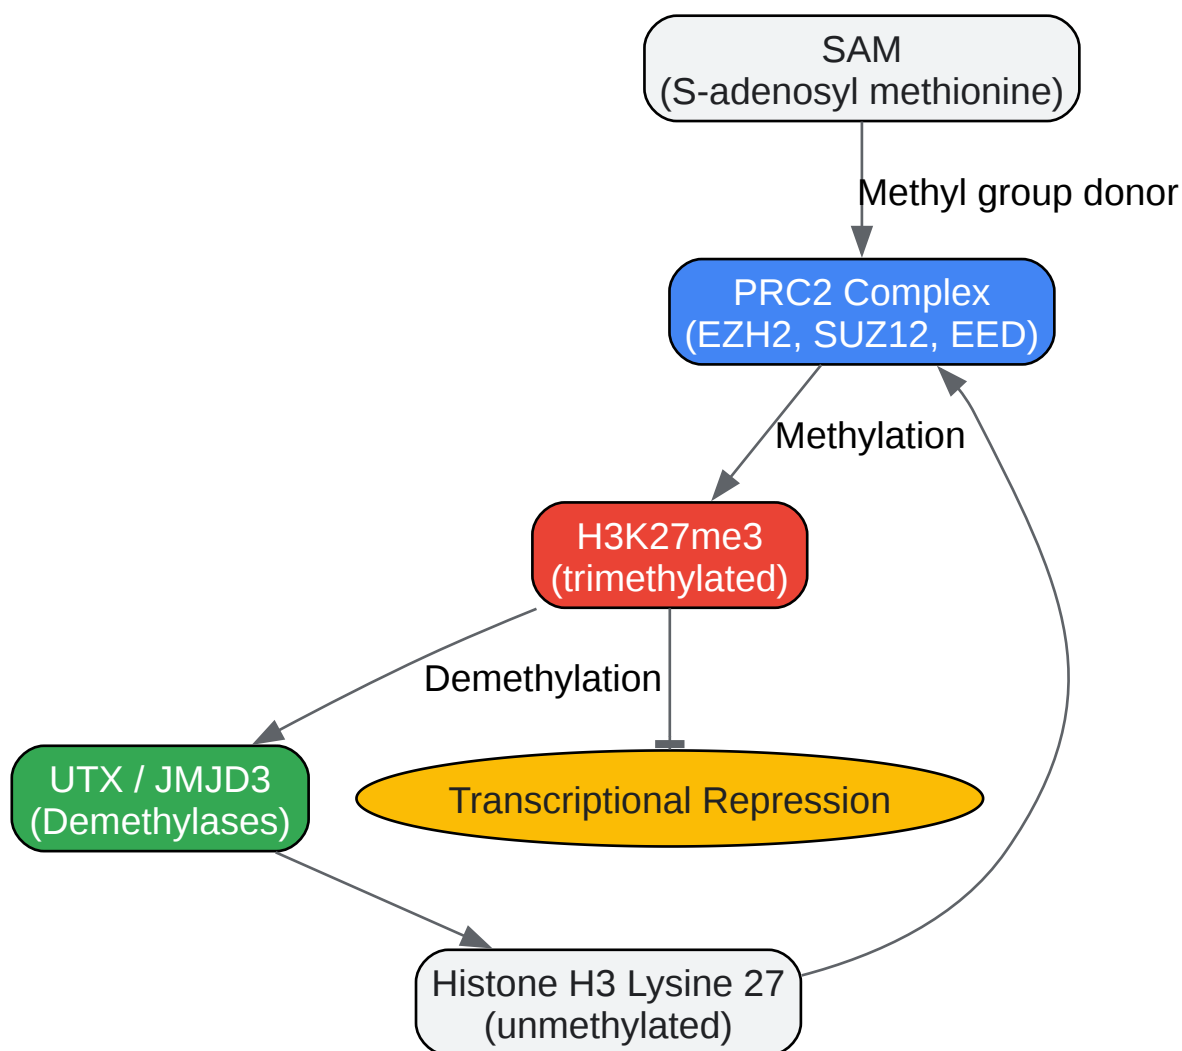 SAM
(S-adenosyl methionine)
Methyl group donor
PRC2 Complex
(EZH2, SUZ12, EED)
Methylation
H3K27me3
(trimethylated)
Demethylation
UTX / JMJD3
(Demethylases)
Transcriptional Repression
Histone H3 Lysine 27
(unmethylated)